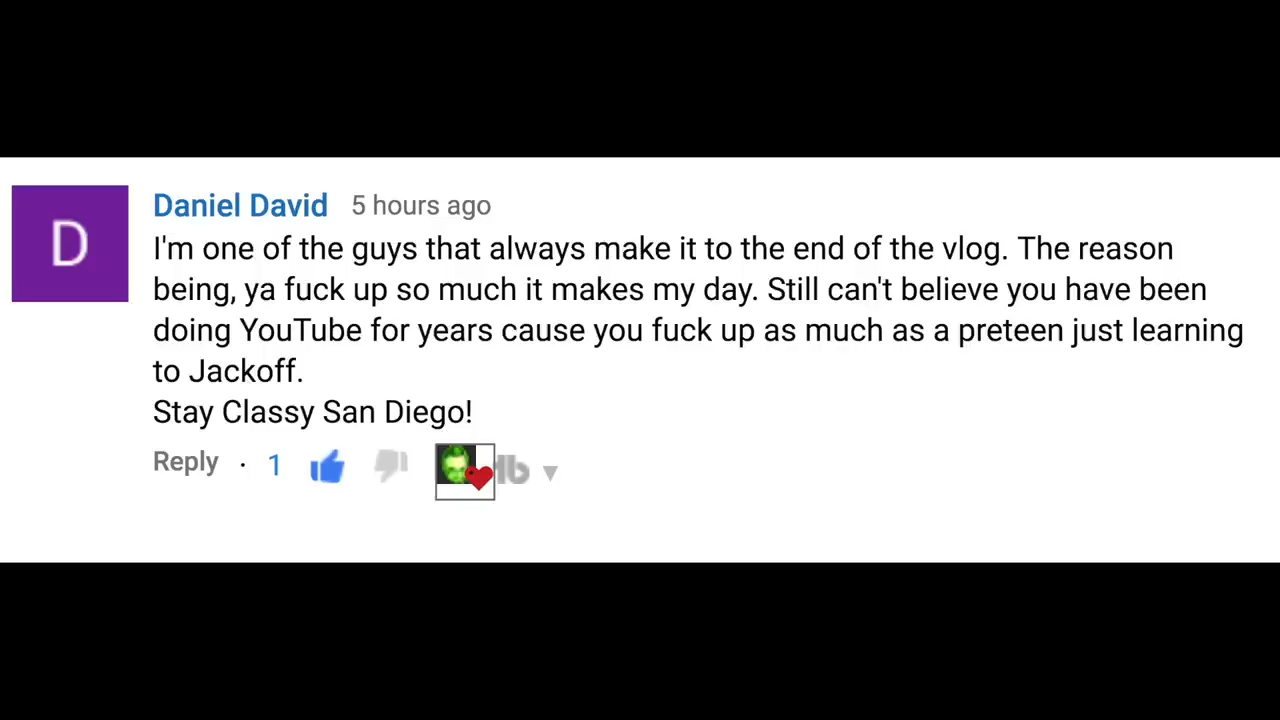 D
Daniel David 5 hours ago
I'm one of the guys that always make it to the end of the vlog. The reason
being, ya fuck up so much it makes my day. Still can't believe you have been
doing YouTube for years cause you fuck up as much as a preteen just learning
to Jackoff.
Stay Classy San Diego!
Reply · 1